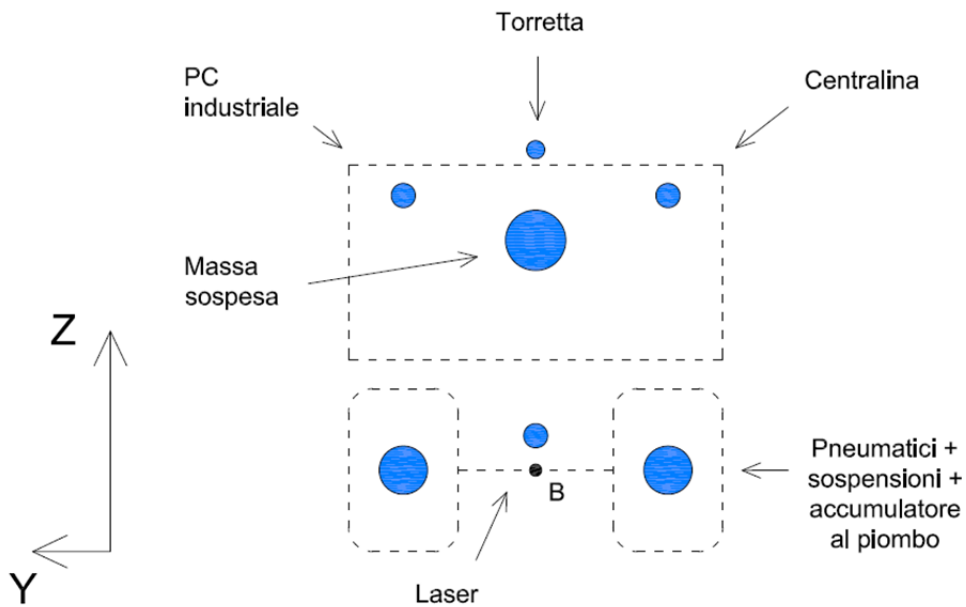 Torretta
PC
industriale
Centralina
Massa
sospesa
Z
B
Pneumatici +
sospensioni +
accumulatore
al piombo
Y
Laser